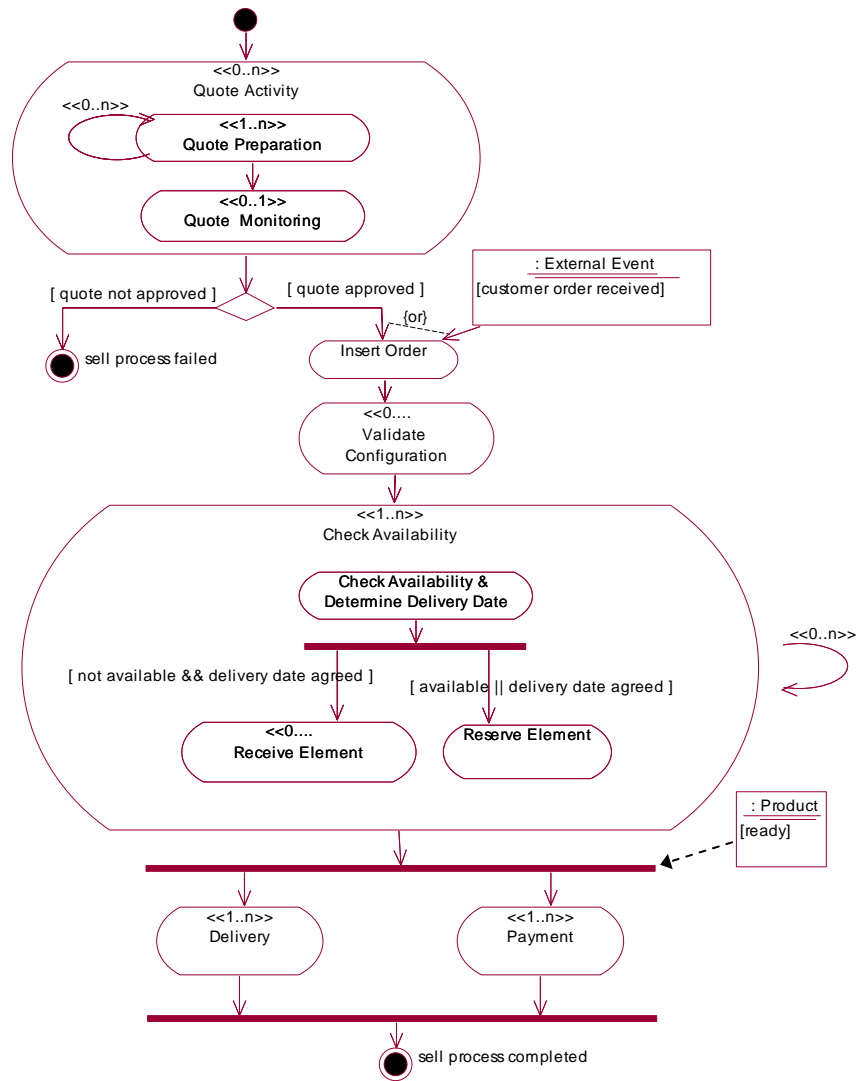 <<0..n>>
Quote Activity
<<0..n>>
<<1..n>>
Quote Preparation
<<0..1>>
Quote Monitoring
: External Event
[customer order received]
[ quote not approved ]
[ quote approved ]
{or}
sell process failed
Insert Order
<<0....
Validate
Configuration
<<1..n>>
Check Availability
Check Availability &
Determine Delivery Date
<<0..n>>
[ not available && delivery date agreed ]
[ available || delivery date agreed ]
<<0....
Receive Element
Reserve Element
: Product
[ready]
<<1..n>>
Delivery
<<1..n>>
Payment
sell process completed